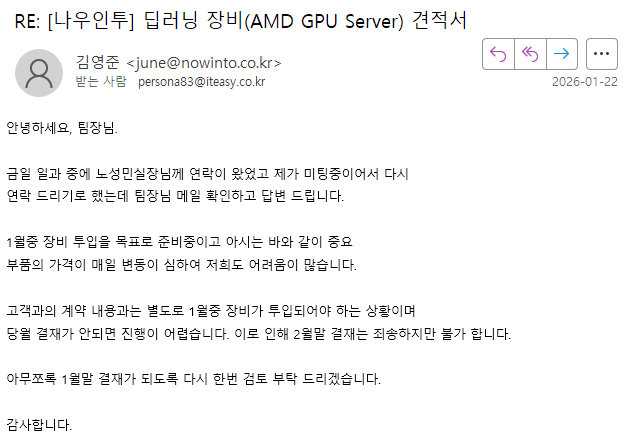 RE: [나우인투] 딥러닝 장비(AMD GPU Server) 견적서
김영준 <june@nowinto.co.kr>
받는 사람 persona83@iteasy.co.kr
2026-01-22
안녕하세요, 팀장님.
금일 일과 중에 노성민실장님께 연락이 왔었고 제가 미팅중이어서 다시
연락 드리기로 했는데 팀장님 메일 확인하고 답변 드립니다.
1월중 장비 투입을 목표로 준비중이고 아시는 바와 같이 중요
부품의 가격이 매일 변동이 심하여 저희도 어려움이 많습니다.
고객과의 계약 내용과는 별도로 1월중 장비가 투입되어야 하는 상황이며
당월 결재가 안되면 진행이 어렵습니다. 이로 인해 2월말 결재는 죄송하지만 불가 합니다.
아무쪼록 1월말 결재가 되도록 다시 한번 검토 부탁 드리겠습니다.
감사합니다.